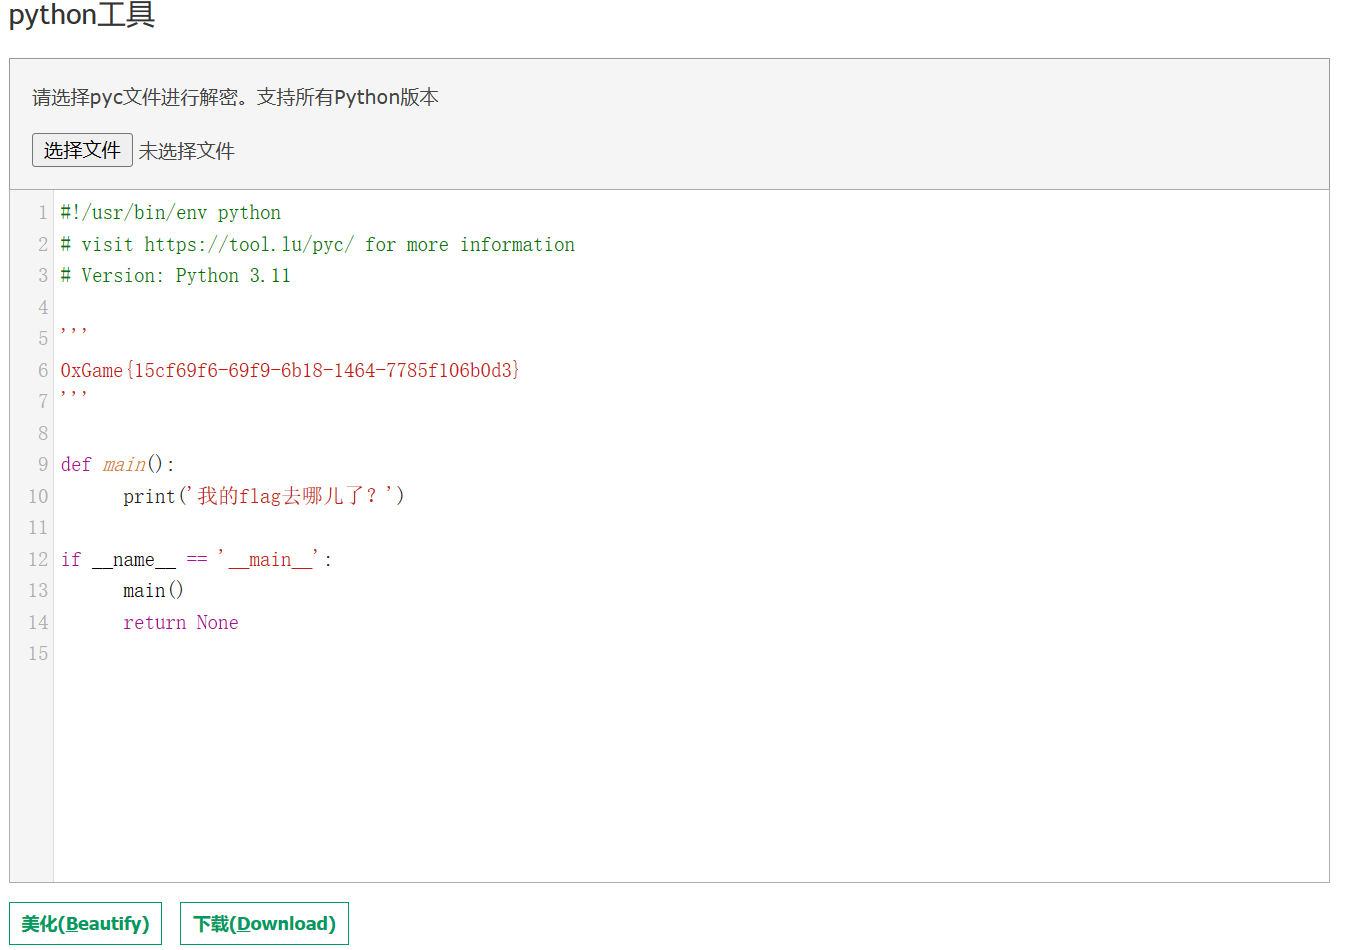 python工具
请选择pyc文件进行解密。支持所有Python版本
选择文件 未选择文件
1 #!/usr/bin/env python
2 # visit https://tool.lu/pyc/ for more information
3 # Version: Python 3.11
4
5 '''
6 0xGame{15cf69f6-69f9-6b18-1464-7785f106b0d3}
7 '''
8
9 def main():
10 print('我的flag去哪儿了？')
11
12 if __name__ == '__main__':
13 main()
14 return None
15
美化(Beautify) 下载(Download)